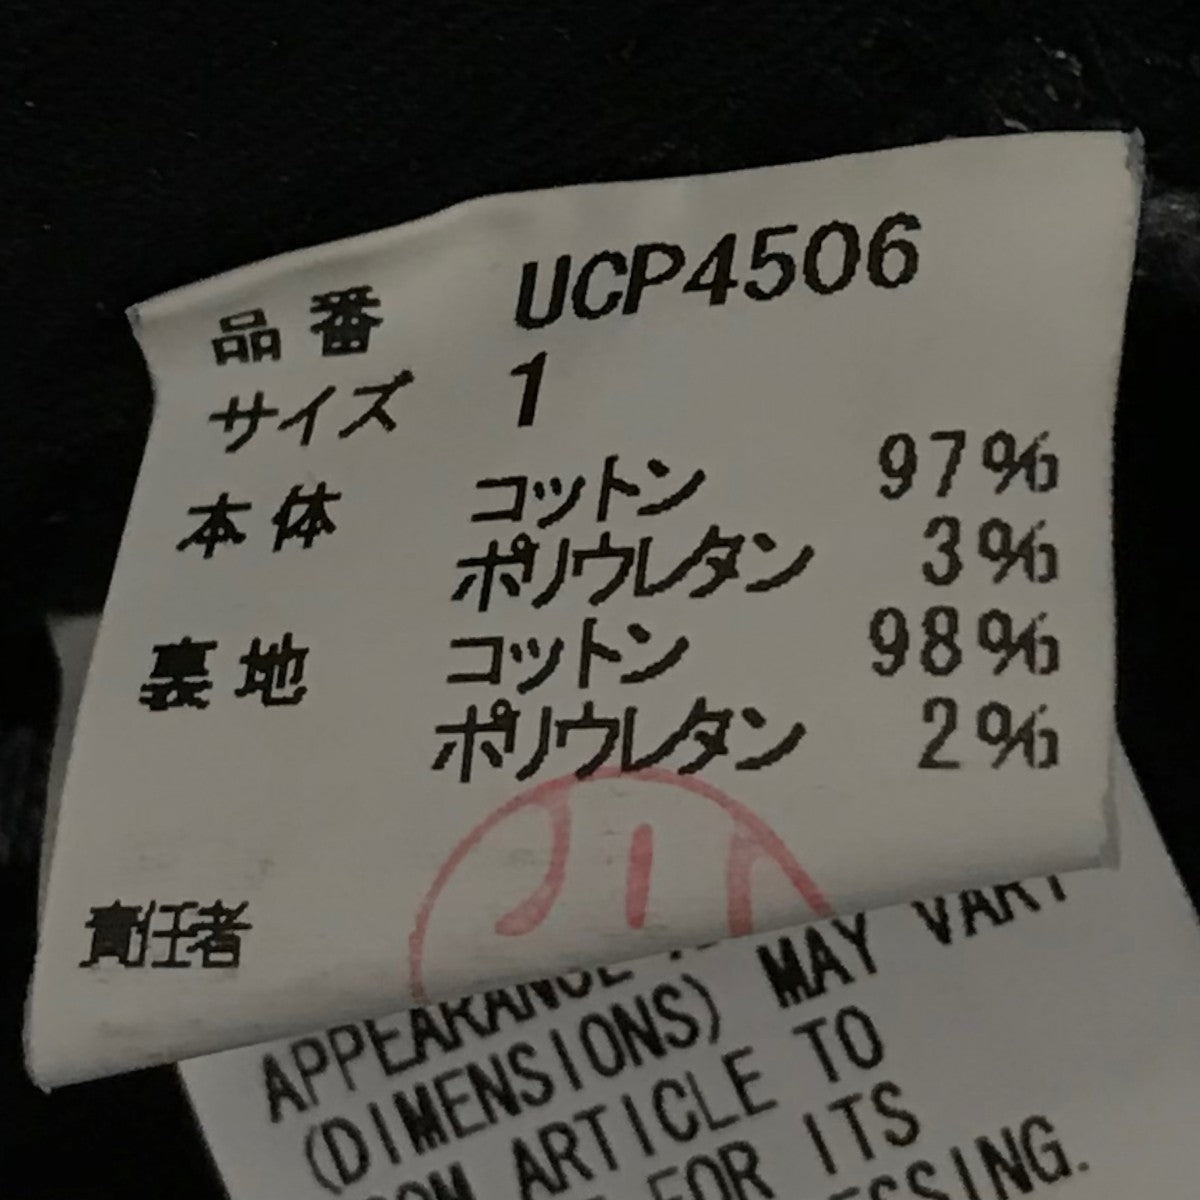 品番 UCP4506
サイズ 1
本体 コットン 97%
ポリウレタン 3%
裏地 コットン 98%
ポリウレタン 2%
責任者
APPEARANCE
(DIMENSIONS) MAY VARY
ARTICLE TO
FOR ITS